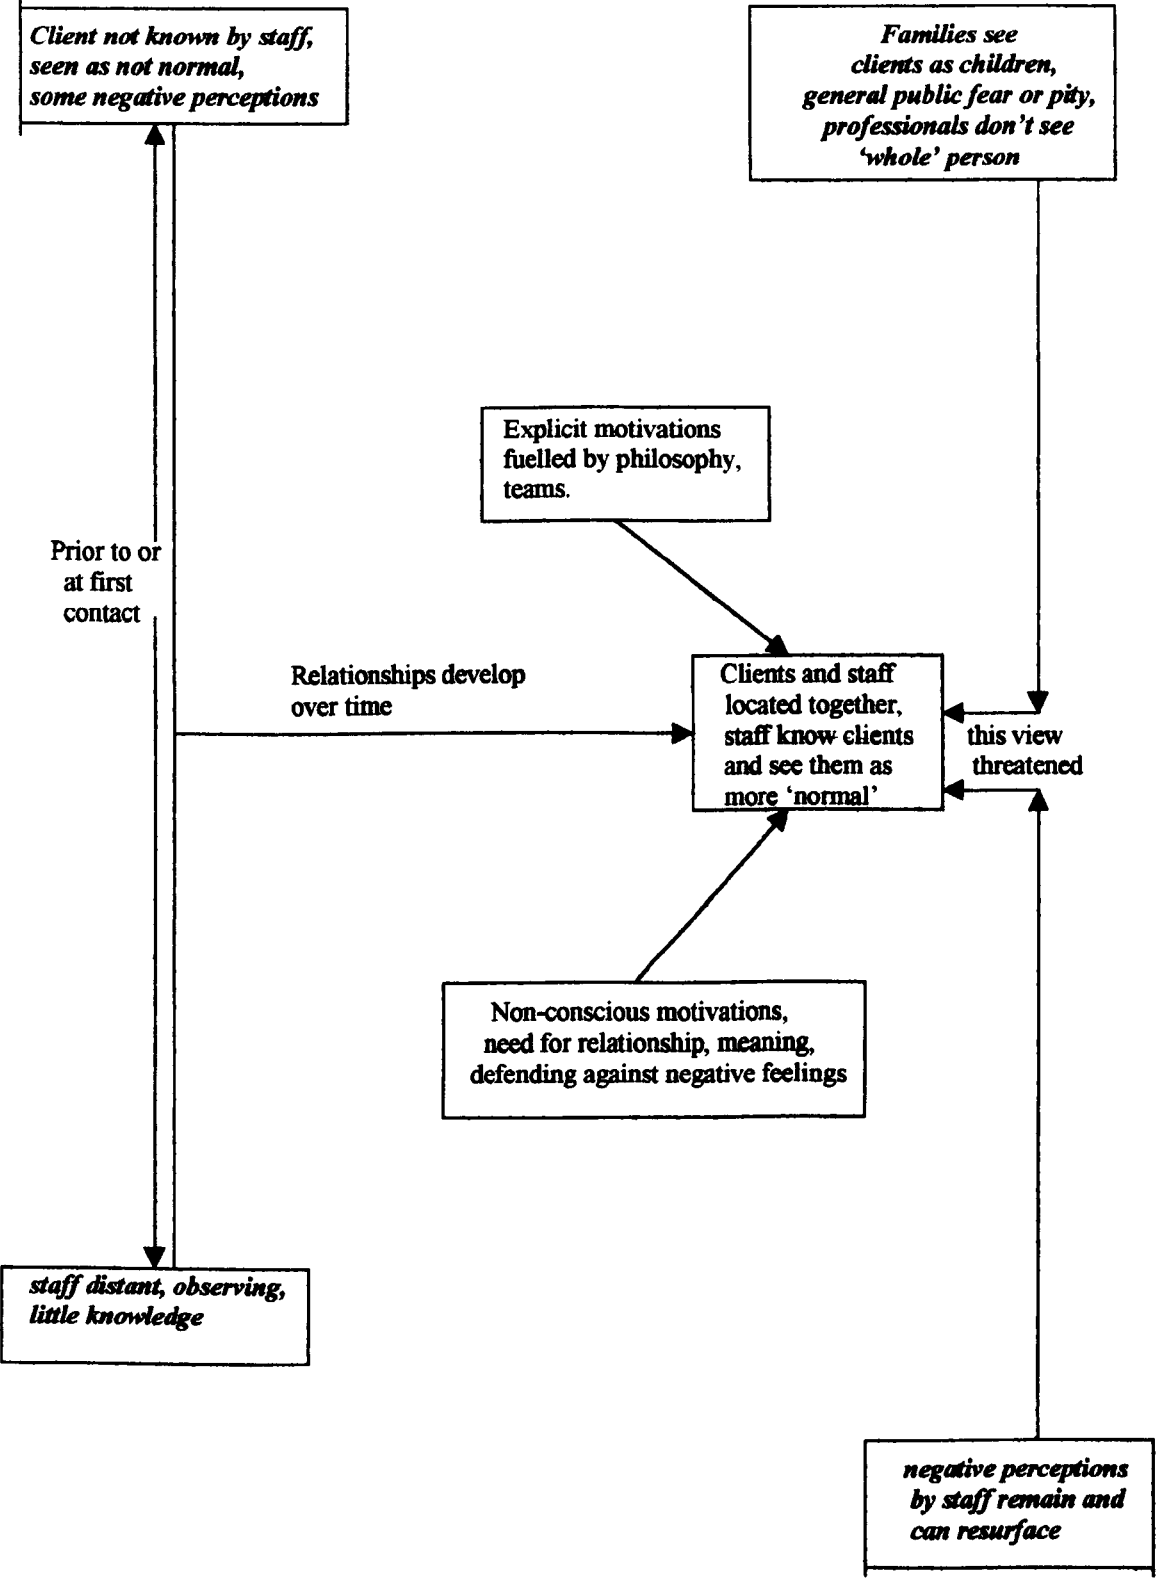 Client not known by staff,
seen as not normal,
some negative perceptions
Families see
clients as children,
general public fear or pity,
professionals don't see
'whole' person
Explicit motivations
fuelled by philosophy,
teams.
Prior to or
at first
contact
Relationships develop
over time
Clients and staff
located together,
staff know clients
and see them as
more 'normal'
this view
threatened
Non-conscious motivations,
need for relationship, meaning,
defending against negative feelings
staff distant, observing,
little knowledge
negative perceptions
by staff remain and
can resurface